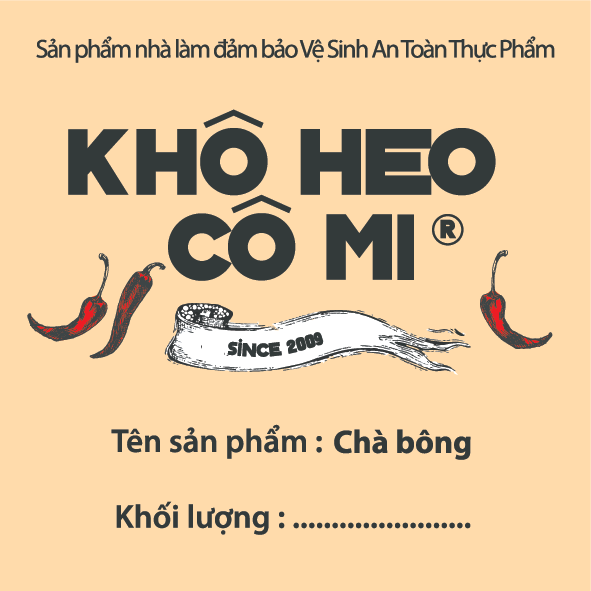 Sản phẩm nhà làm đảm bảo Vệ Sinh An Toàn Thực Phẩm
KHÔ HEO
CÔ MI ®
SINCE 2009
Tên sản phẩm : Chà bông
Khối lượng : .......................